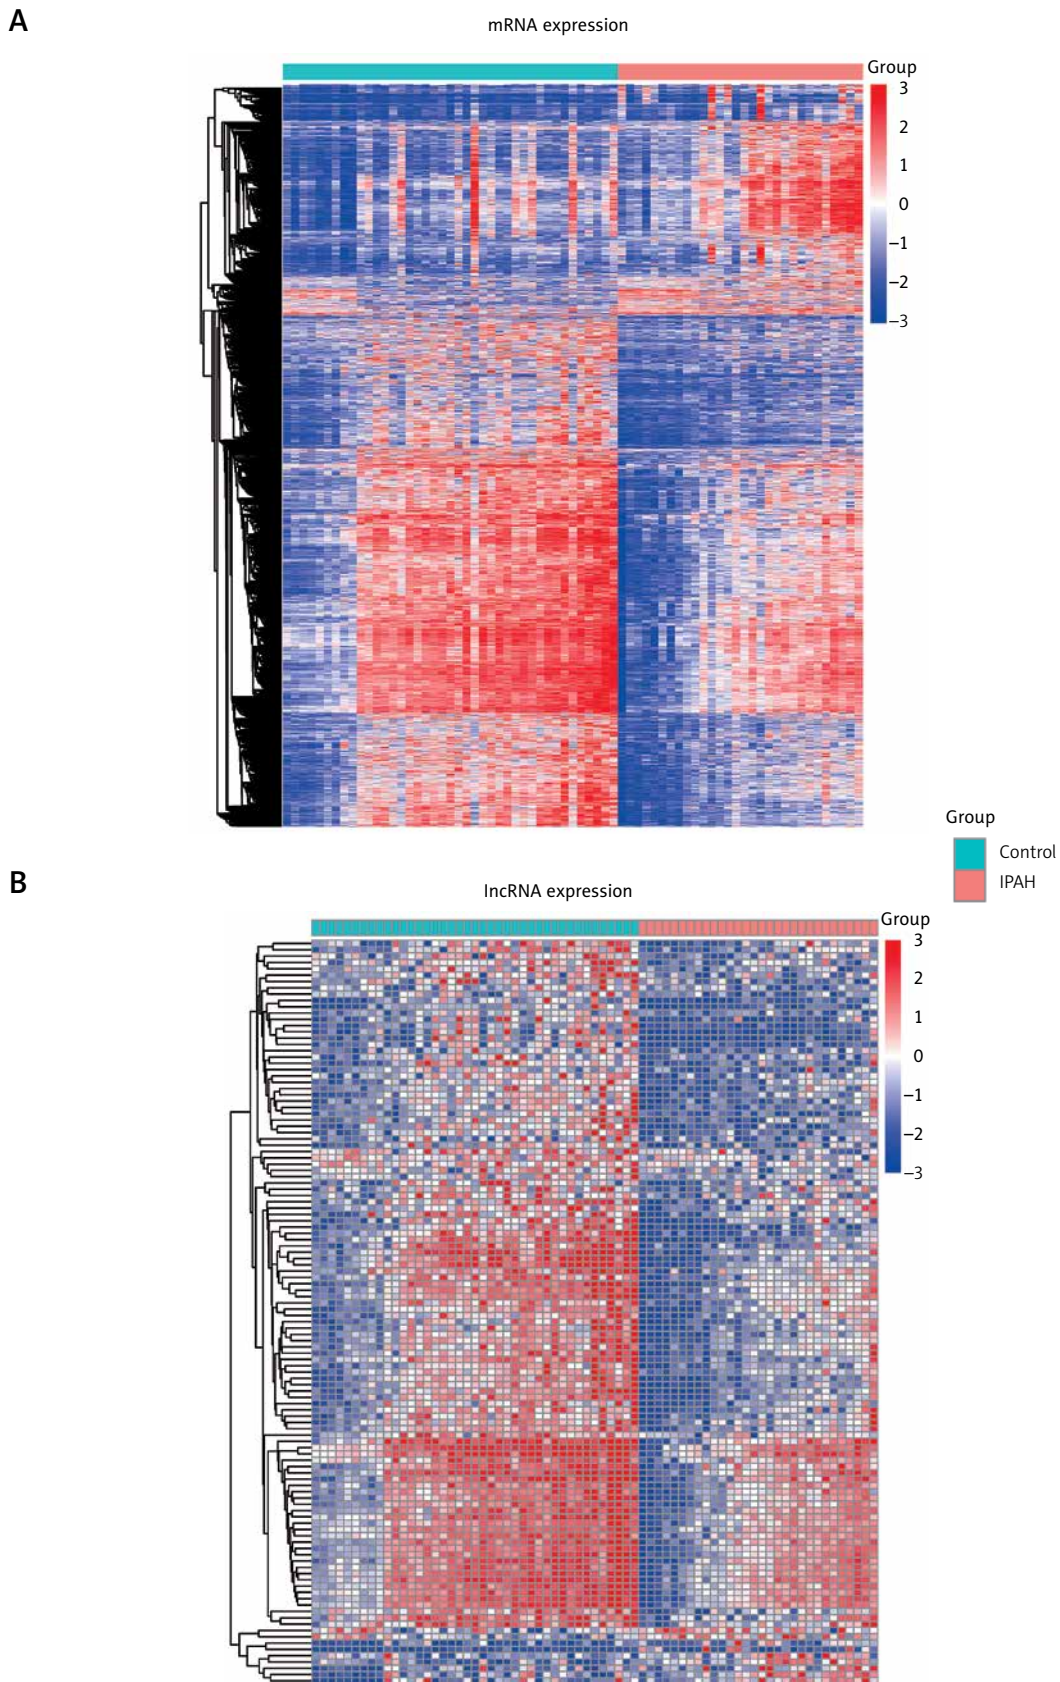 A
mRNA expression
Group
3
2
1
0
−1
−2
−3
Group
Control
IPAH
B
lncRNA expression
Group
3
2
1
0
−1
−2
−3